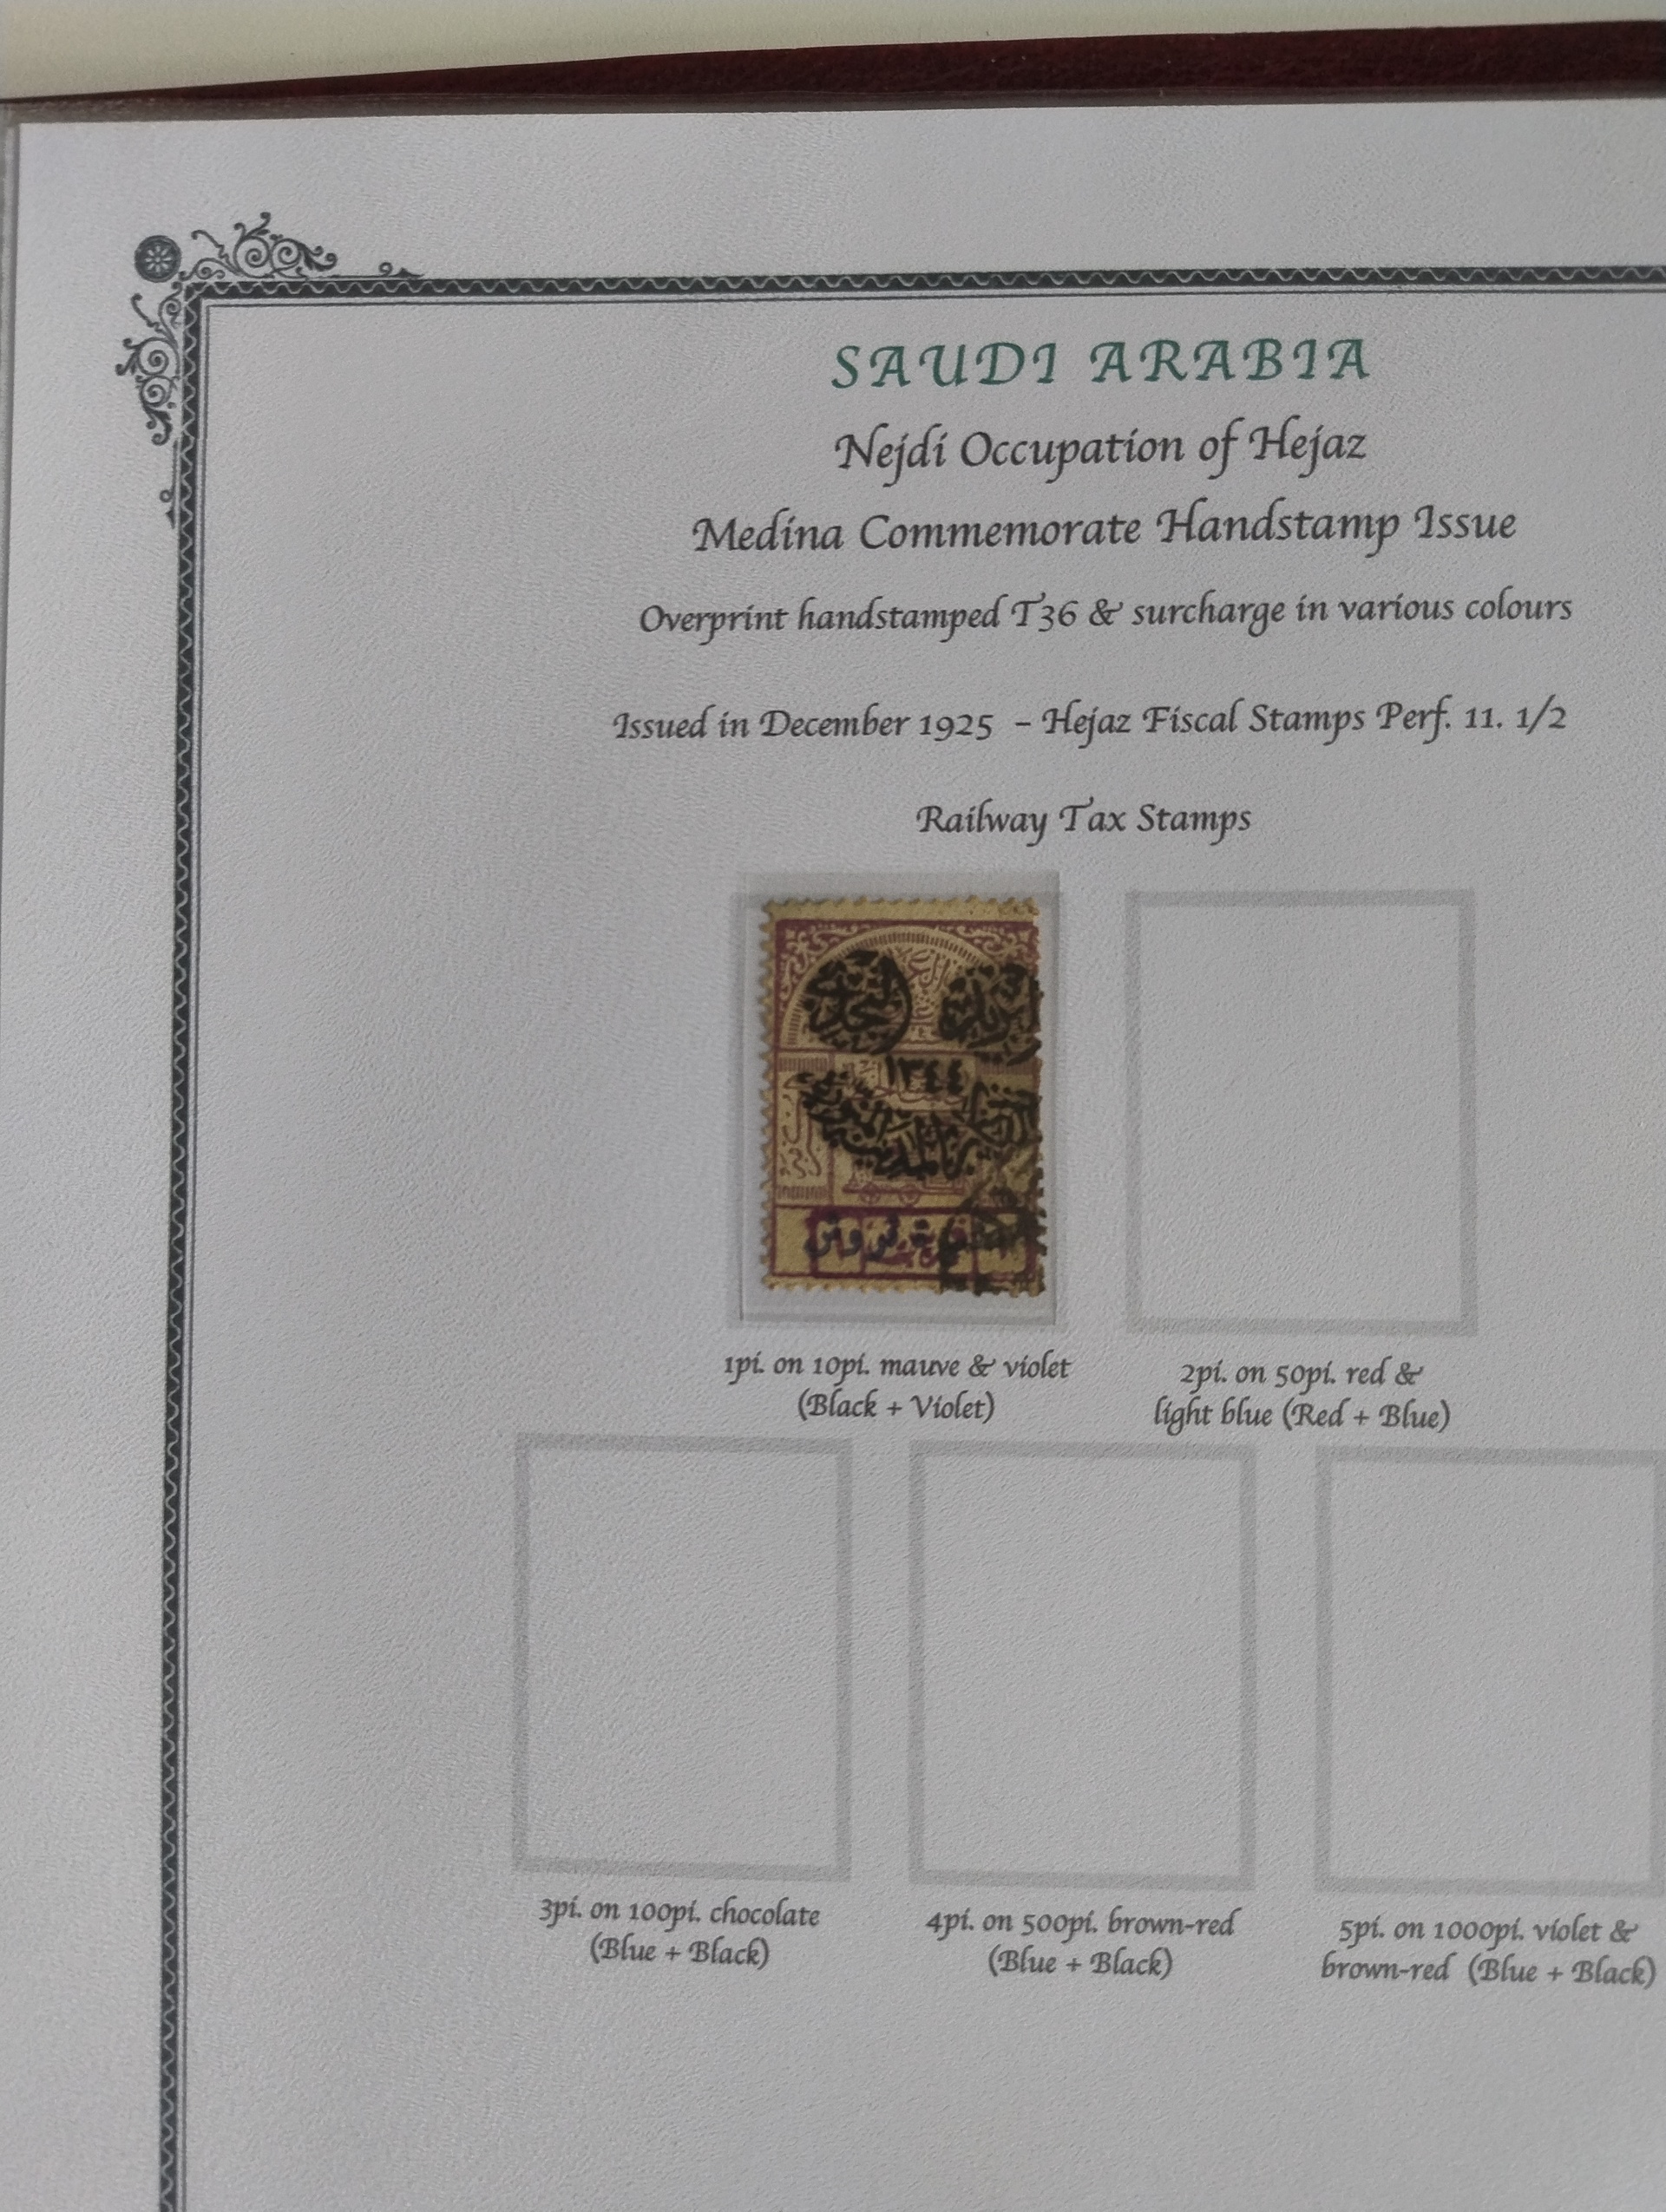 SAUDI ARABIA
Nejdi Occupation of Hejaz
Medina Commemorate Handstamp Issue
Overprint handstamped T36 & surcharge in various colours
Issued in December 1925 – Hejaz Fiscal Stamps Perf. 11. 1/2
Railway Tax Stamps
١٣٤٤
1pi. on 10pi. mauve & violet
(Black + Violet)
2pi. on 50pi. red &
light blue (Red + Blue)
3pi. on 100pi. chocolate
(Blue + Black)
4pi. on 500pi. brown-red
(Blue + Black)
5pi. on 1000pi. violet &
brown-red (Blue + Black)